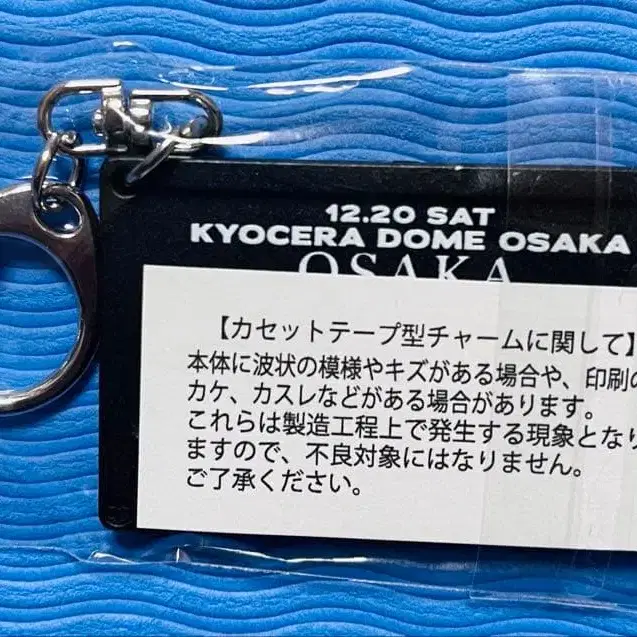 12.20 SAT
KYOCERA DOME OSAKA
OSAKA
【カセットテープ型チャームに関して】
本体に波状の模様やキズがある場合や、印刷の
カケ、カスレなどがある場合があります。
これらは製造工程上で発生する現象となり
ますので、不良対象にはなりません。
ご了承ください。